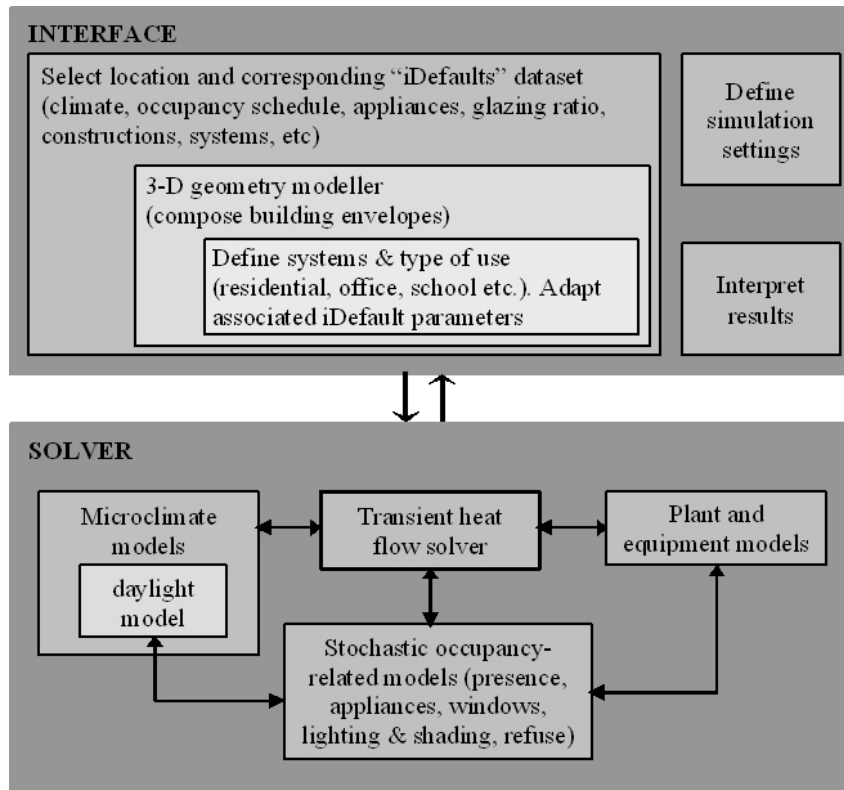 INTERFACE
Select location and corresponding “iDefaults” dataset
(climate, occupancy schedule, appliances, glazing ratio,
constructions, systems, etc)
3-D geometry modeller
(compose building envelopes)
Define systems & type of use
(residential, office, school etc.). Adapt
associated iDefault parameters
Define
simulation
settings
Interpret
results
SOLVER
Microclimate
models
daylight
model
Transient heat
flow solver
Plant and
equipment models
Stochastic occupancy-
related models (presence,
appliances, windows,
lighting & shading, refuse)